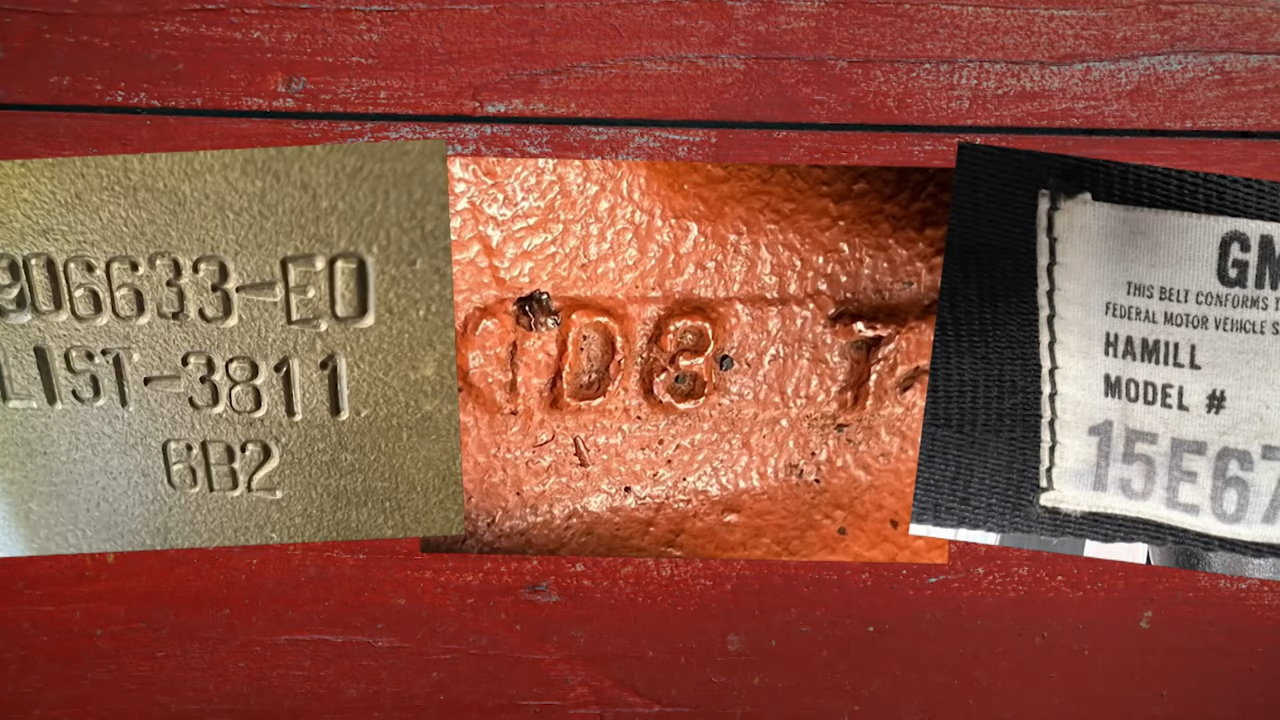 906633-EO
LIST-3811
6B2
D8 T
GM
THIS BELT CONFORMS
FEDERAL MOTOR VEHICLE S
HAMILL
MODEL #
15E67